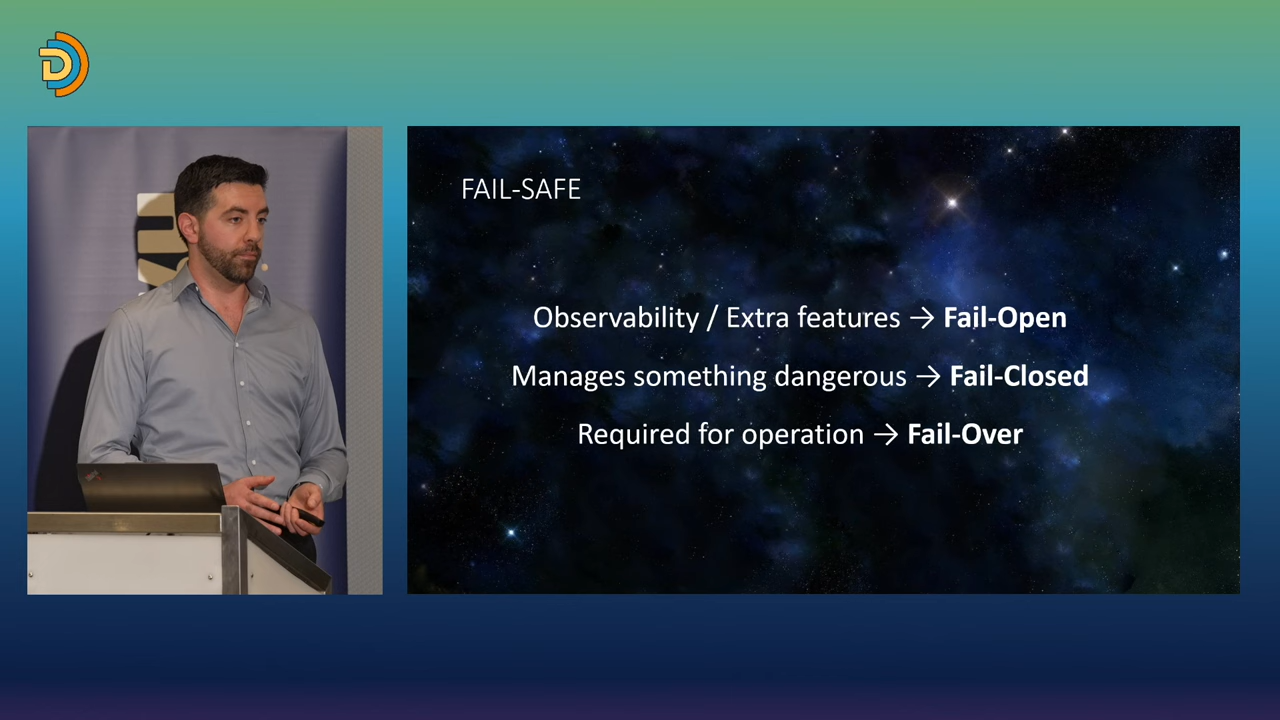 D
FAIL-SAFE
Observability / Extra features → Fail-Open
Manages something dangerous → Fail-Closed
Required for operation → Fail-Over